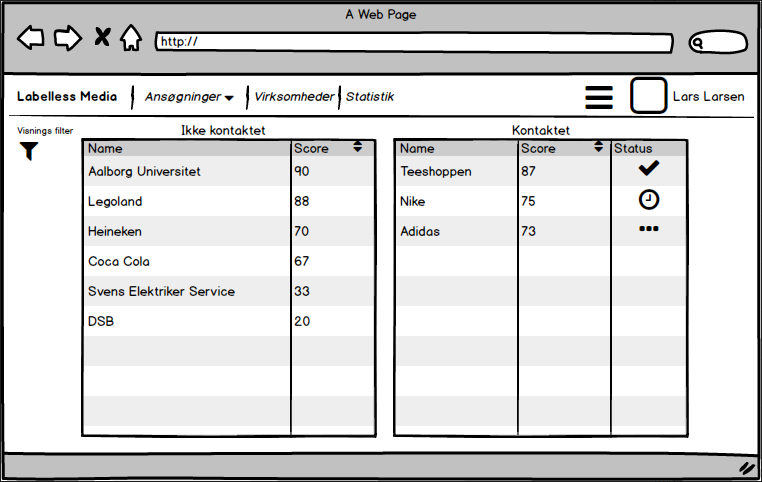 A Web Page
http://
Labelless Media Ansøgninger Virksomheder Statistik Lars Larsen
Visnings filter
Ikke kontaktet
Name Score
Aalborg Universitet 90
Legoland 88
Heineken 70
Coca Cola 67
Svens Elektriker Service 33
DSB 20
Kontaktet
Name Score Status
Teeshoppen 87
Nike 75
Adidas 73